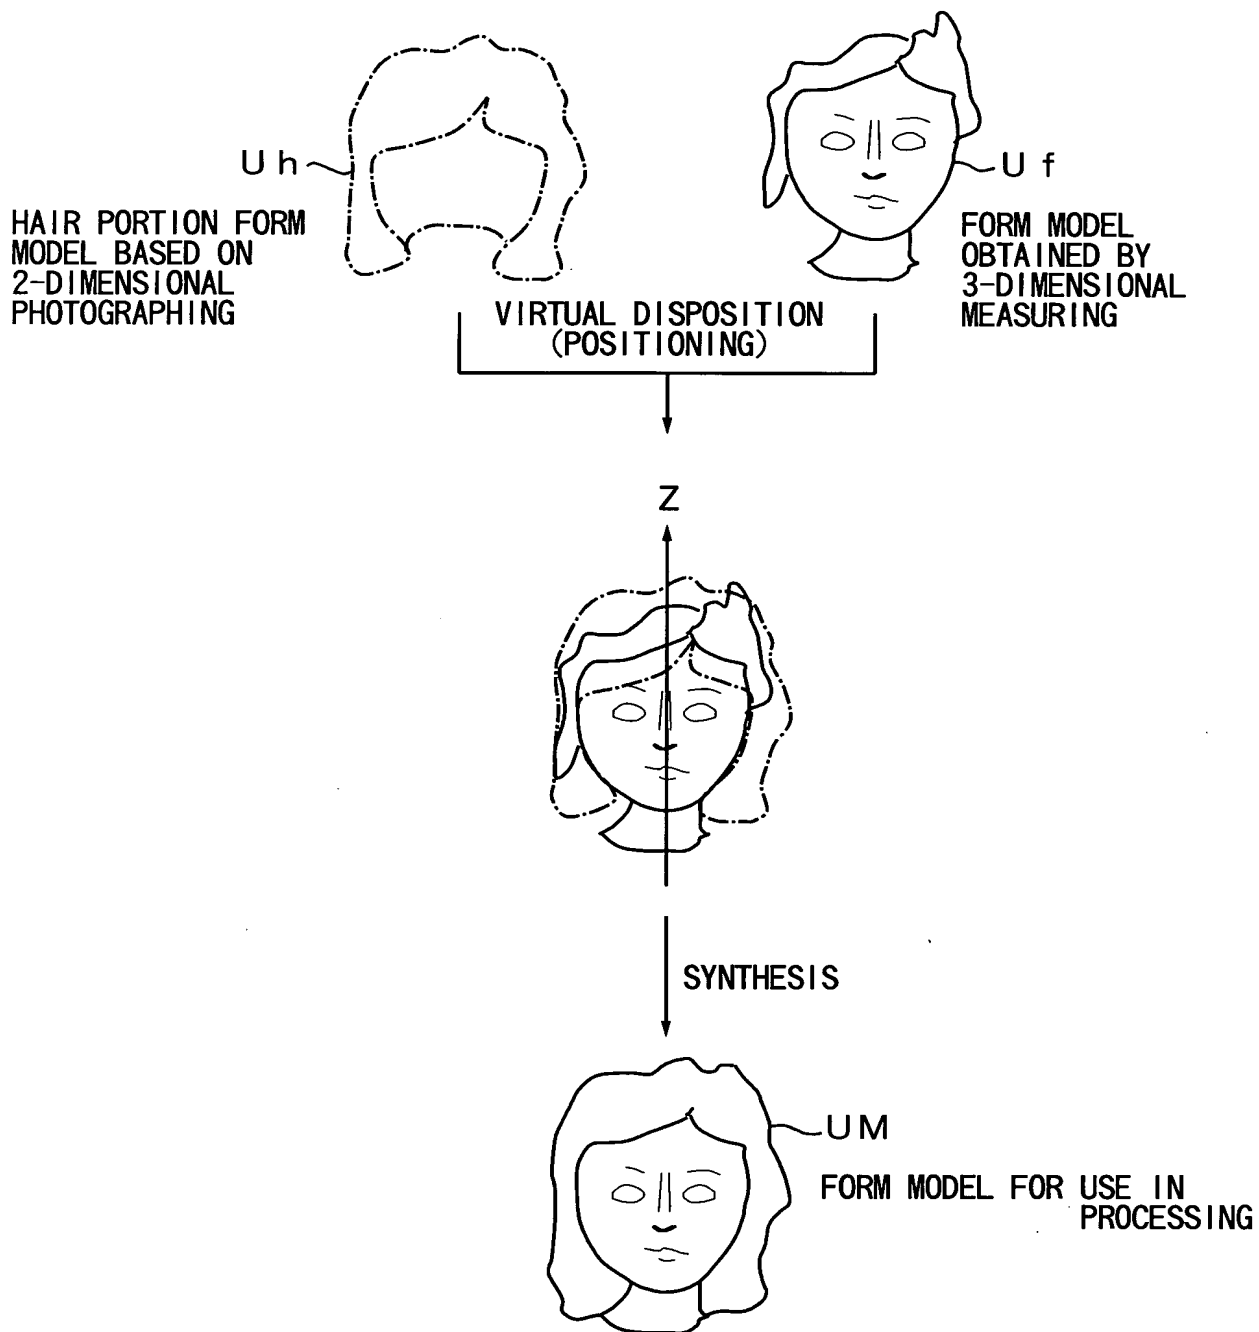 Uh
HAIR PORTION FORM
MODEL BASED ON
2-DIMENSIONAL
PHOTOGRAPHING
Uf
FORM MODEL
OBTAINED BY
3-DIMENSIONAL
MEASURING
VIRTUAL DISPOSITION
(POSITIONING)
Z
SYNTHESIS
UM
FORM MODEL FOR USE IN
PROCESSING